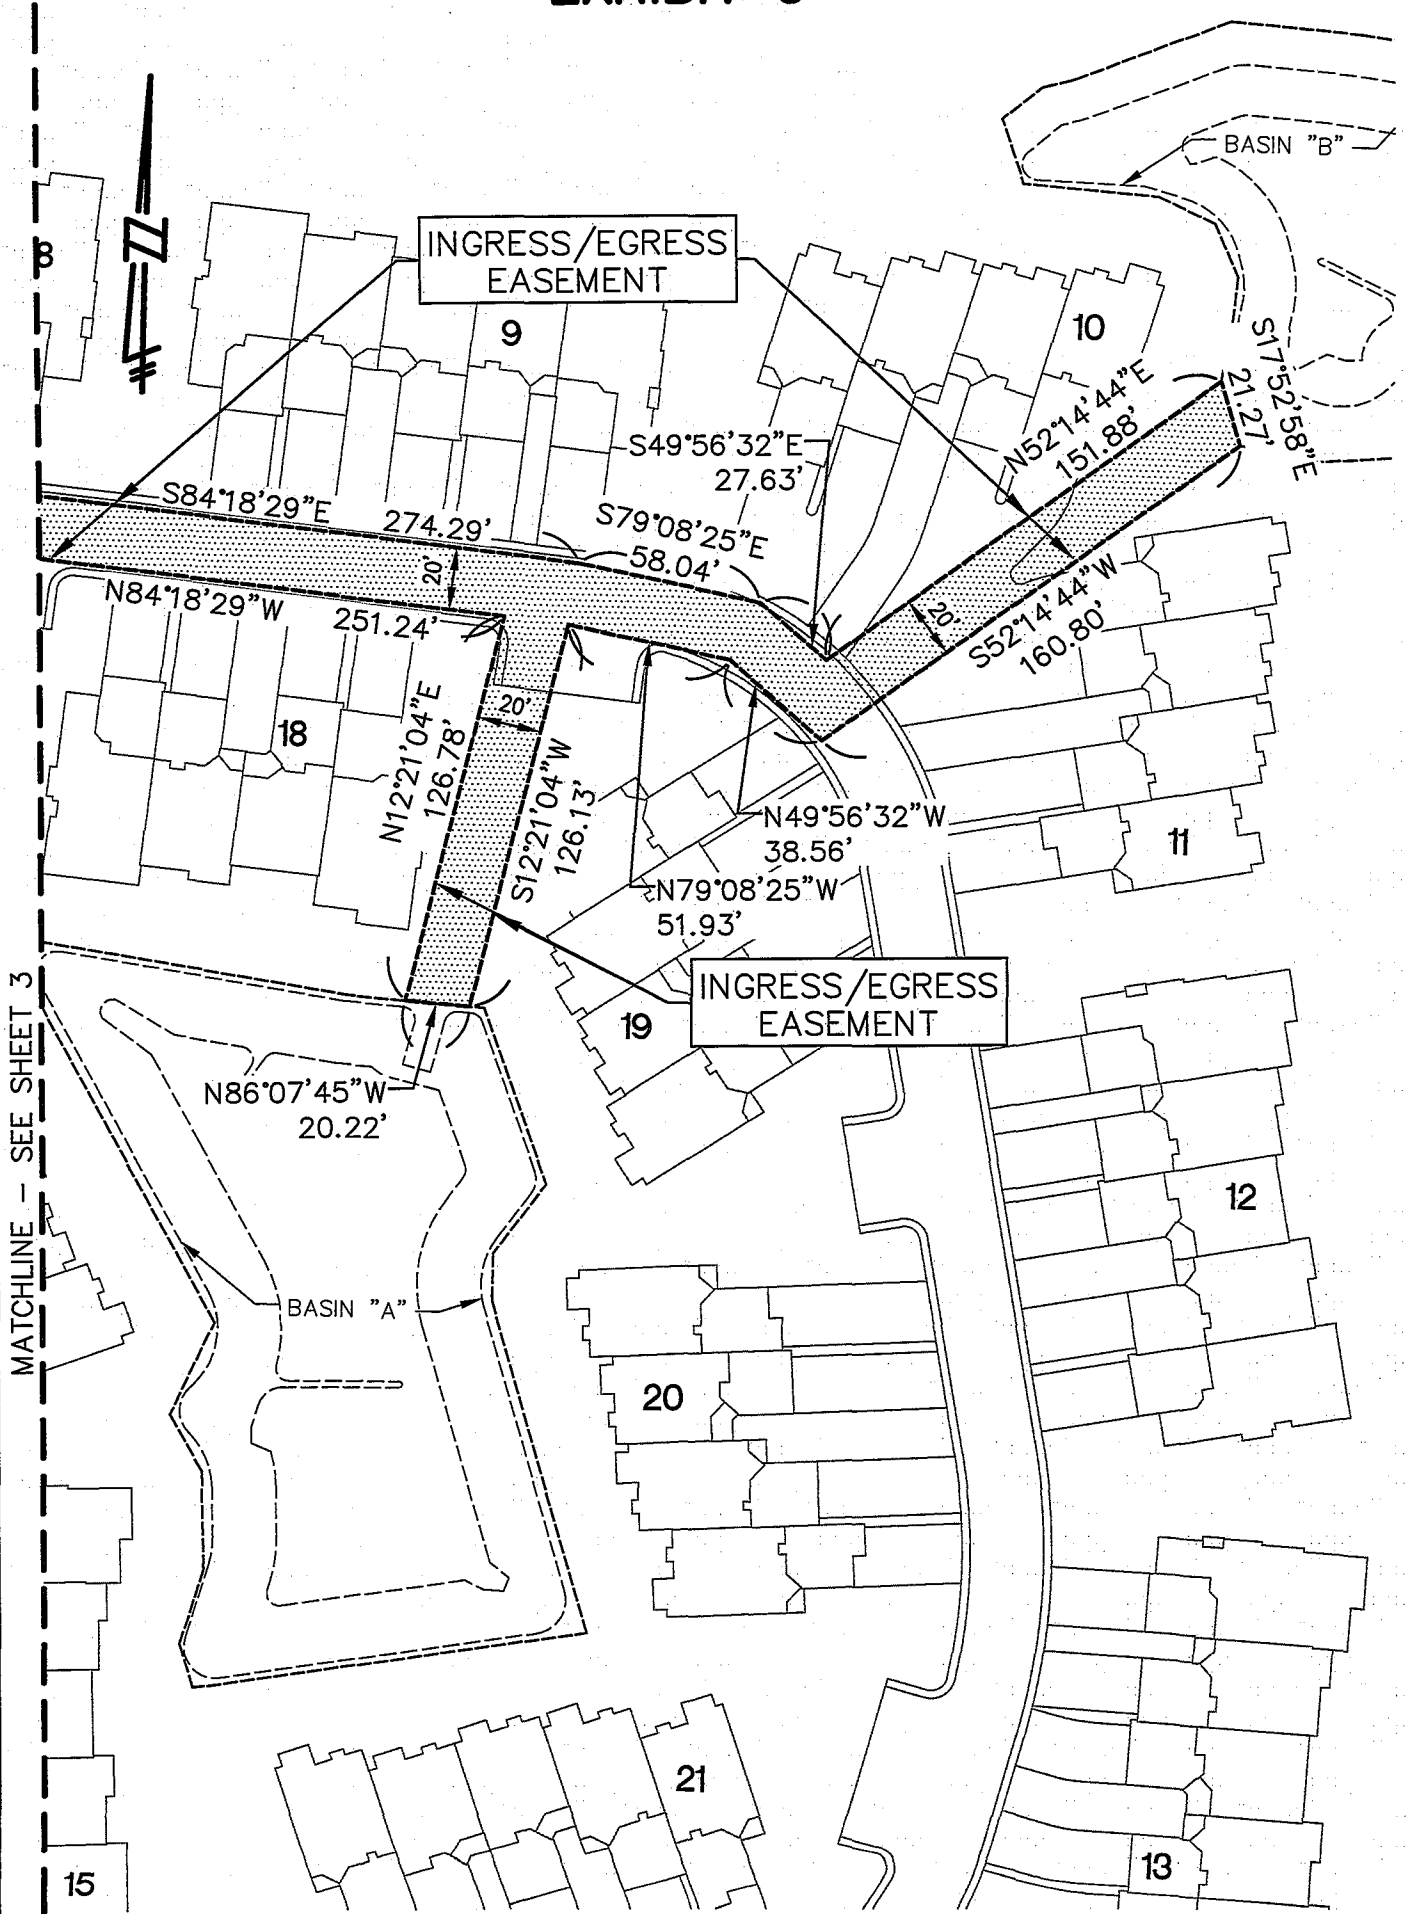 BASIN "B"
8
INGRESS/EGRESS
EASEMENT
9
10
S17°52'58"E
21.27'
N52°14'44"E
151.88'
S49°56'32"E
27.63'
S84°18'29"E
274.29'
S79°08'25"E
58.04'
20'
N84°18'29"W
251.24'
20'
S52°14'44"W
160.80'
18
N12°21'04"E
126.78'
20'
S12°21'04"W
126.13'
N49°56'32"W
38.56'
11
N79°08'25"W
51.93'
INGRESS/EGRESS
EASEMENT
19
N86°07'45"W
20.22'
MATCHLINE - SEE SHEET 3
12
BASIN "A"
20
21
13
15